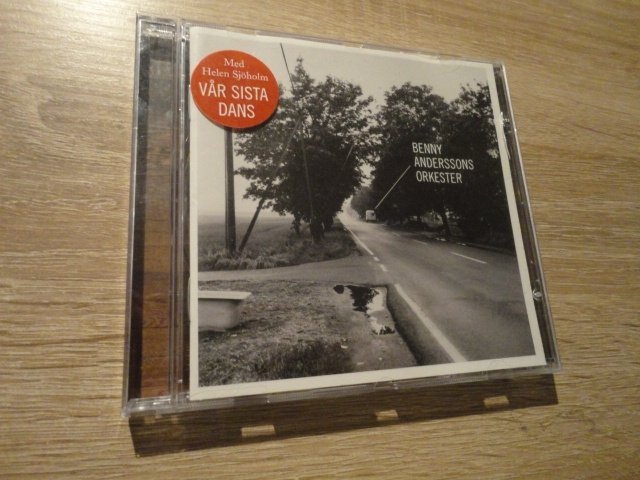 Med
Helen Sjöholm
VÅR SISTA
DANS
BENNY
ANDERSSONS
ORKESTER